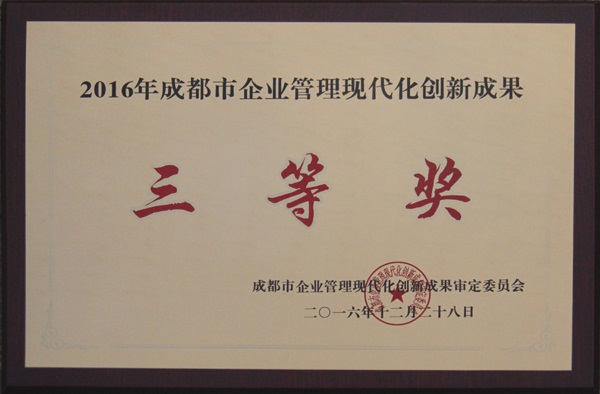 2016年成都市企业管理现代化创新成果
三等奖
成都市企业管理现代化创新成果审定委员会
二〇一六年十二月二十八日